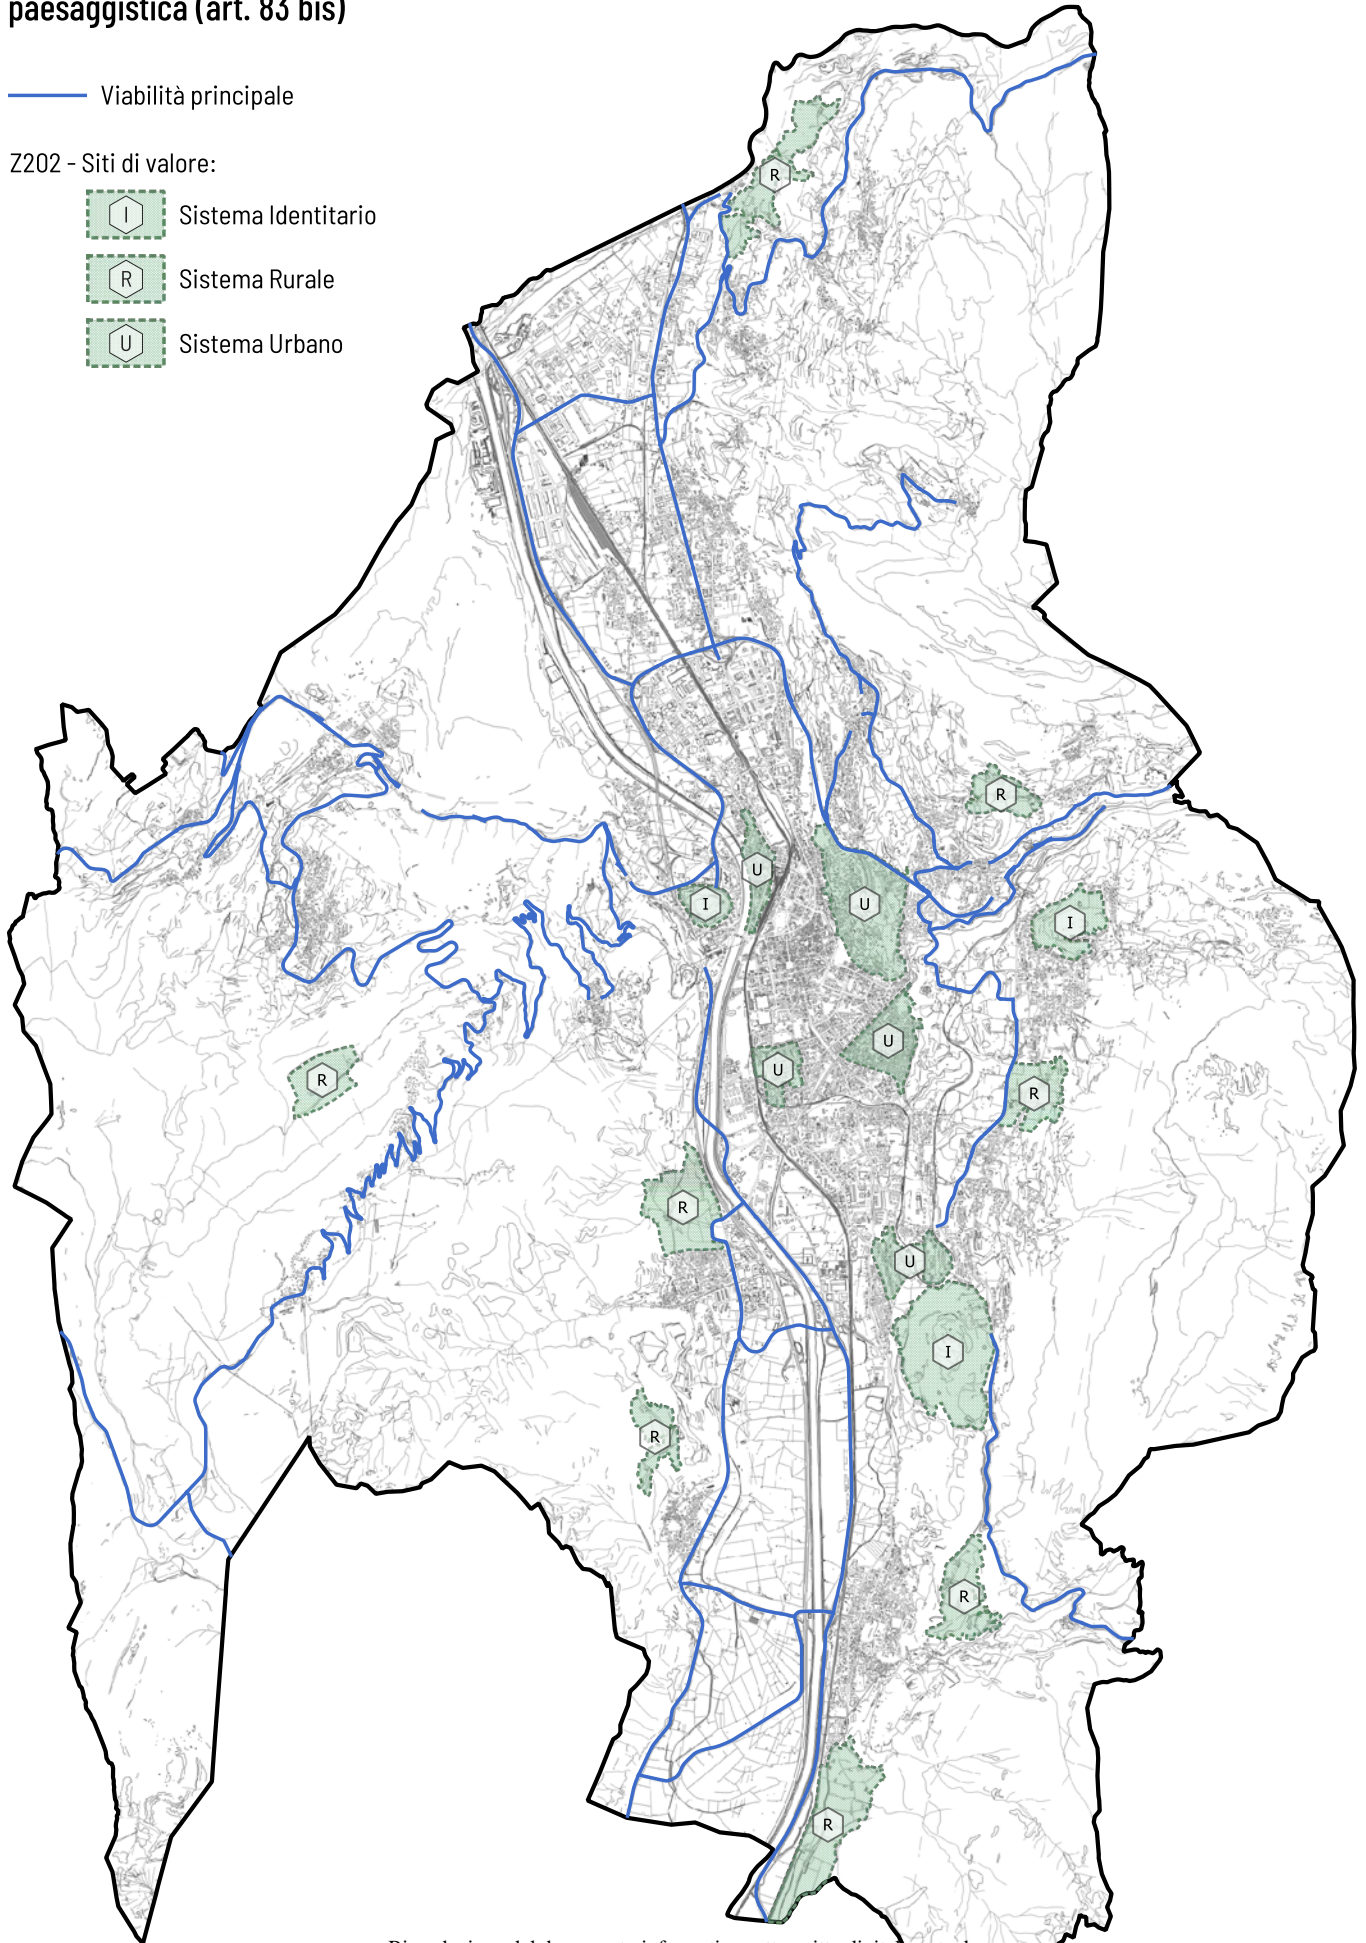 paesaggistica (art. 83 bis)
Viabilità principale
Z202 - Siti di valore:
I Sistema Identitario
R Sistema Rurale
U Sistema Urbano
R
R
U
I
U
I
U
U
R
R
R
R
U
I
R
R
R